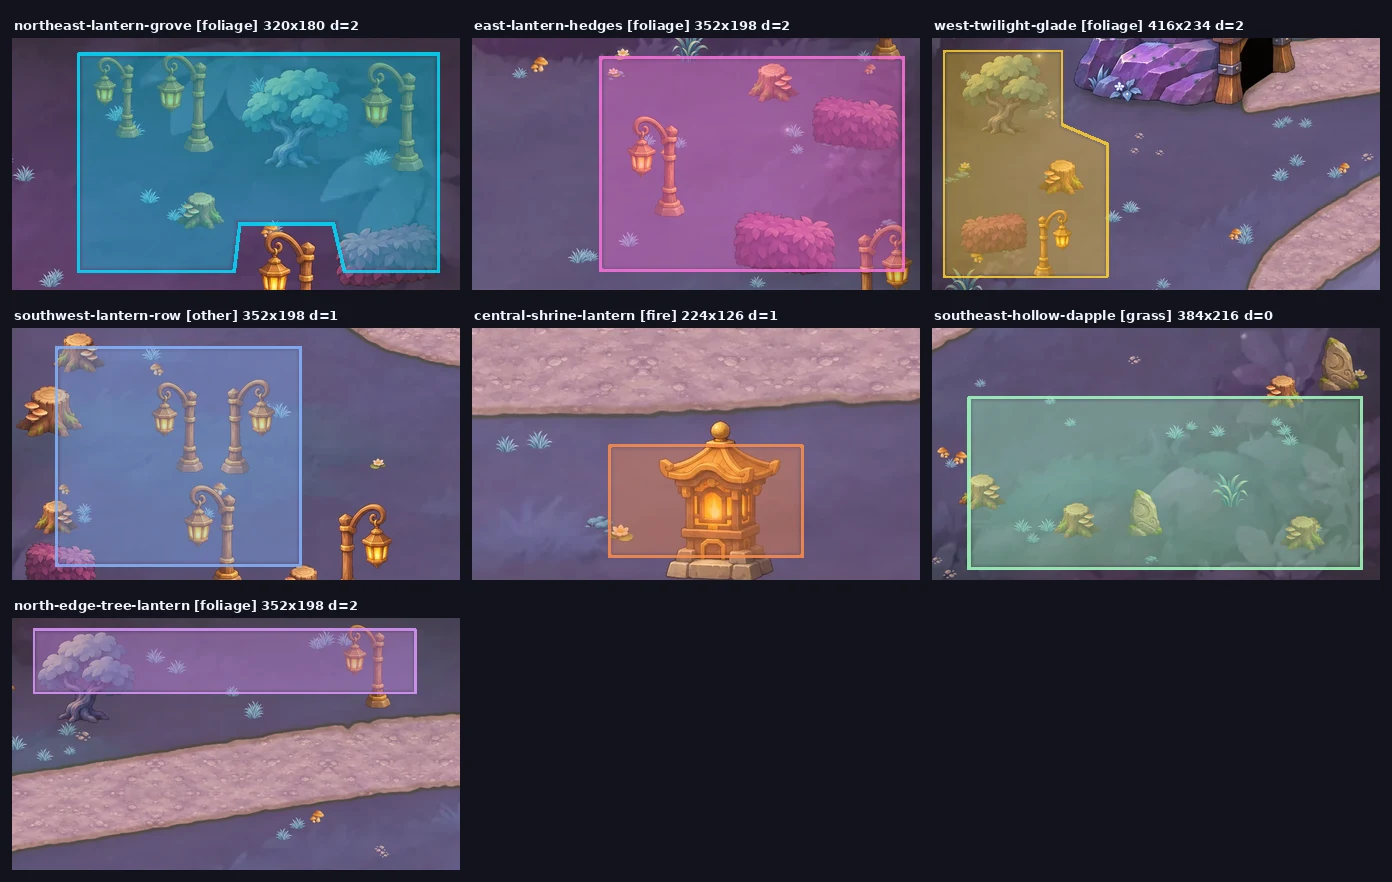 northeast-lantern-grove [foliage] 320x180 d=2
east-lantern-hedges [foliage] 352x198 d=2
west-twilight-glade [foliage] 416x234 d=2
southwest-lantern-row [other] 352x198 d=1
central-shrine-lantern [fire] 224x126 d=1
southeast-hollow-dapple [grass] 384x216 d=0
north-edge-tree-lantern [foliage] 352x198 d=2